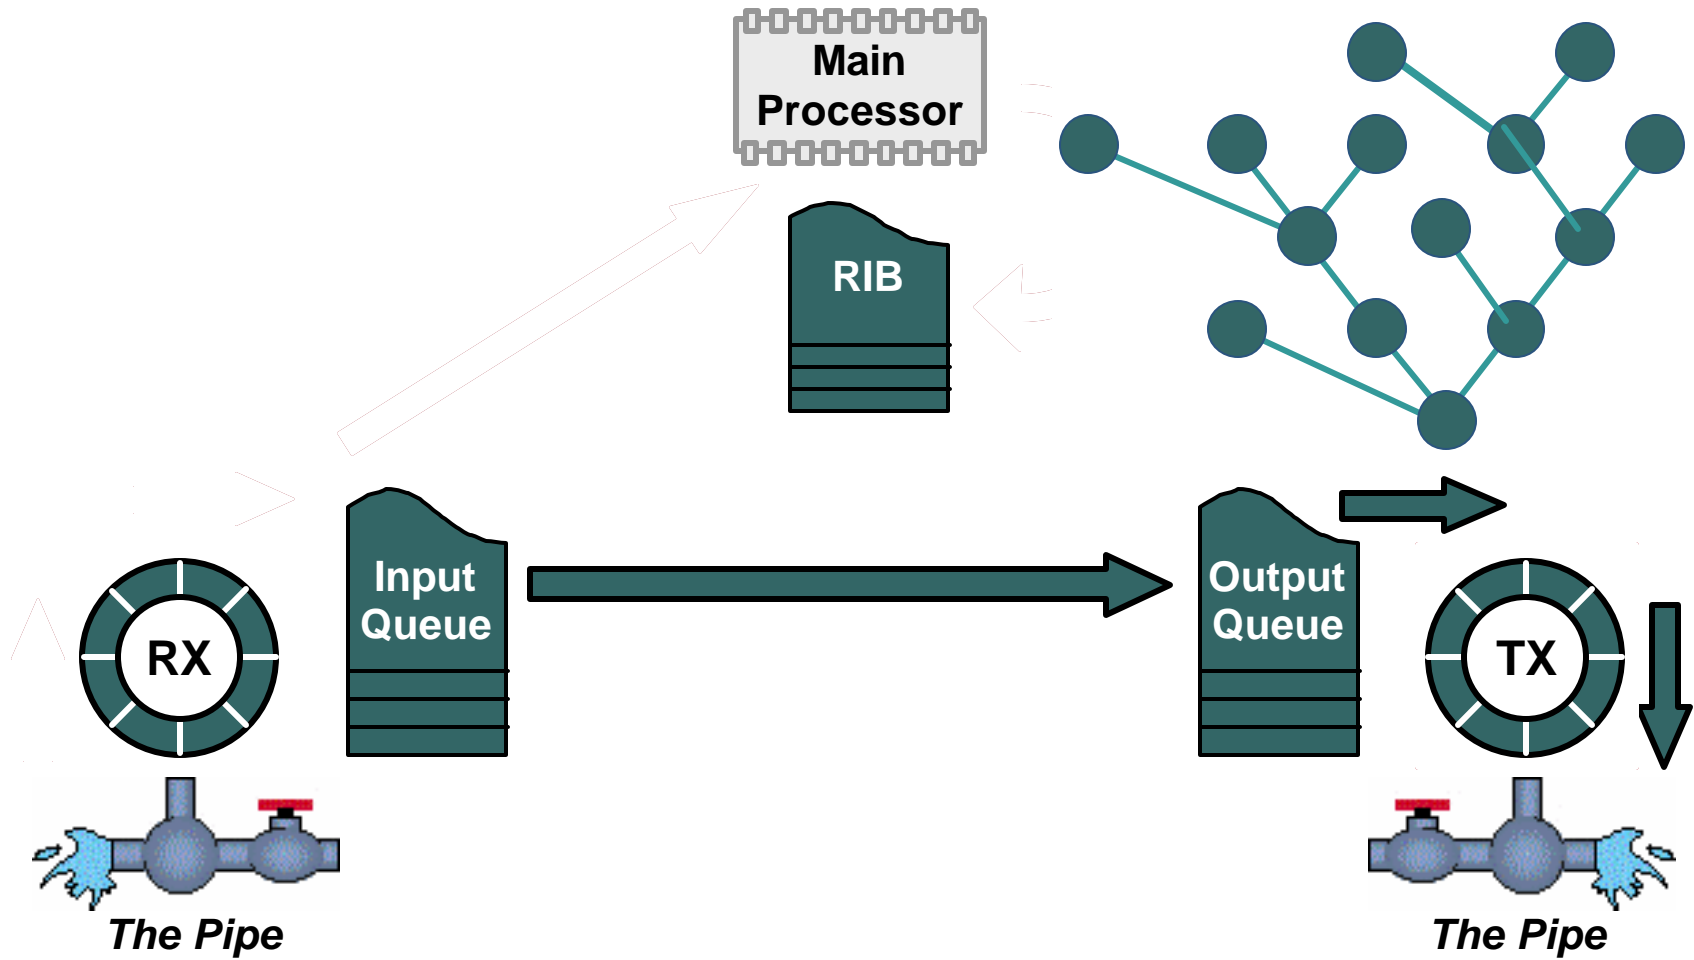 Main
Processor
RIB
Input
Queue
Output
Queue
RX
TX
The Pipe
The Pipe